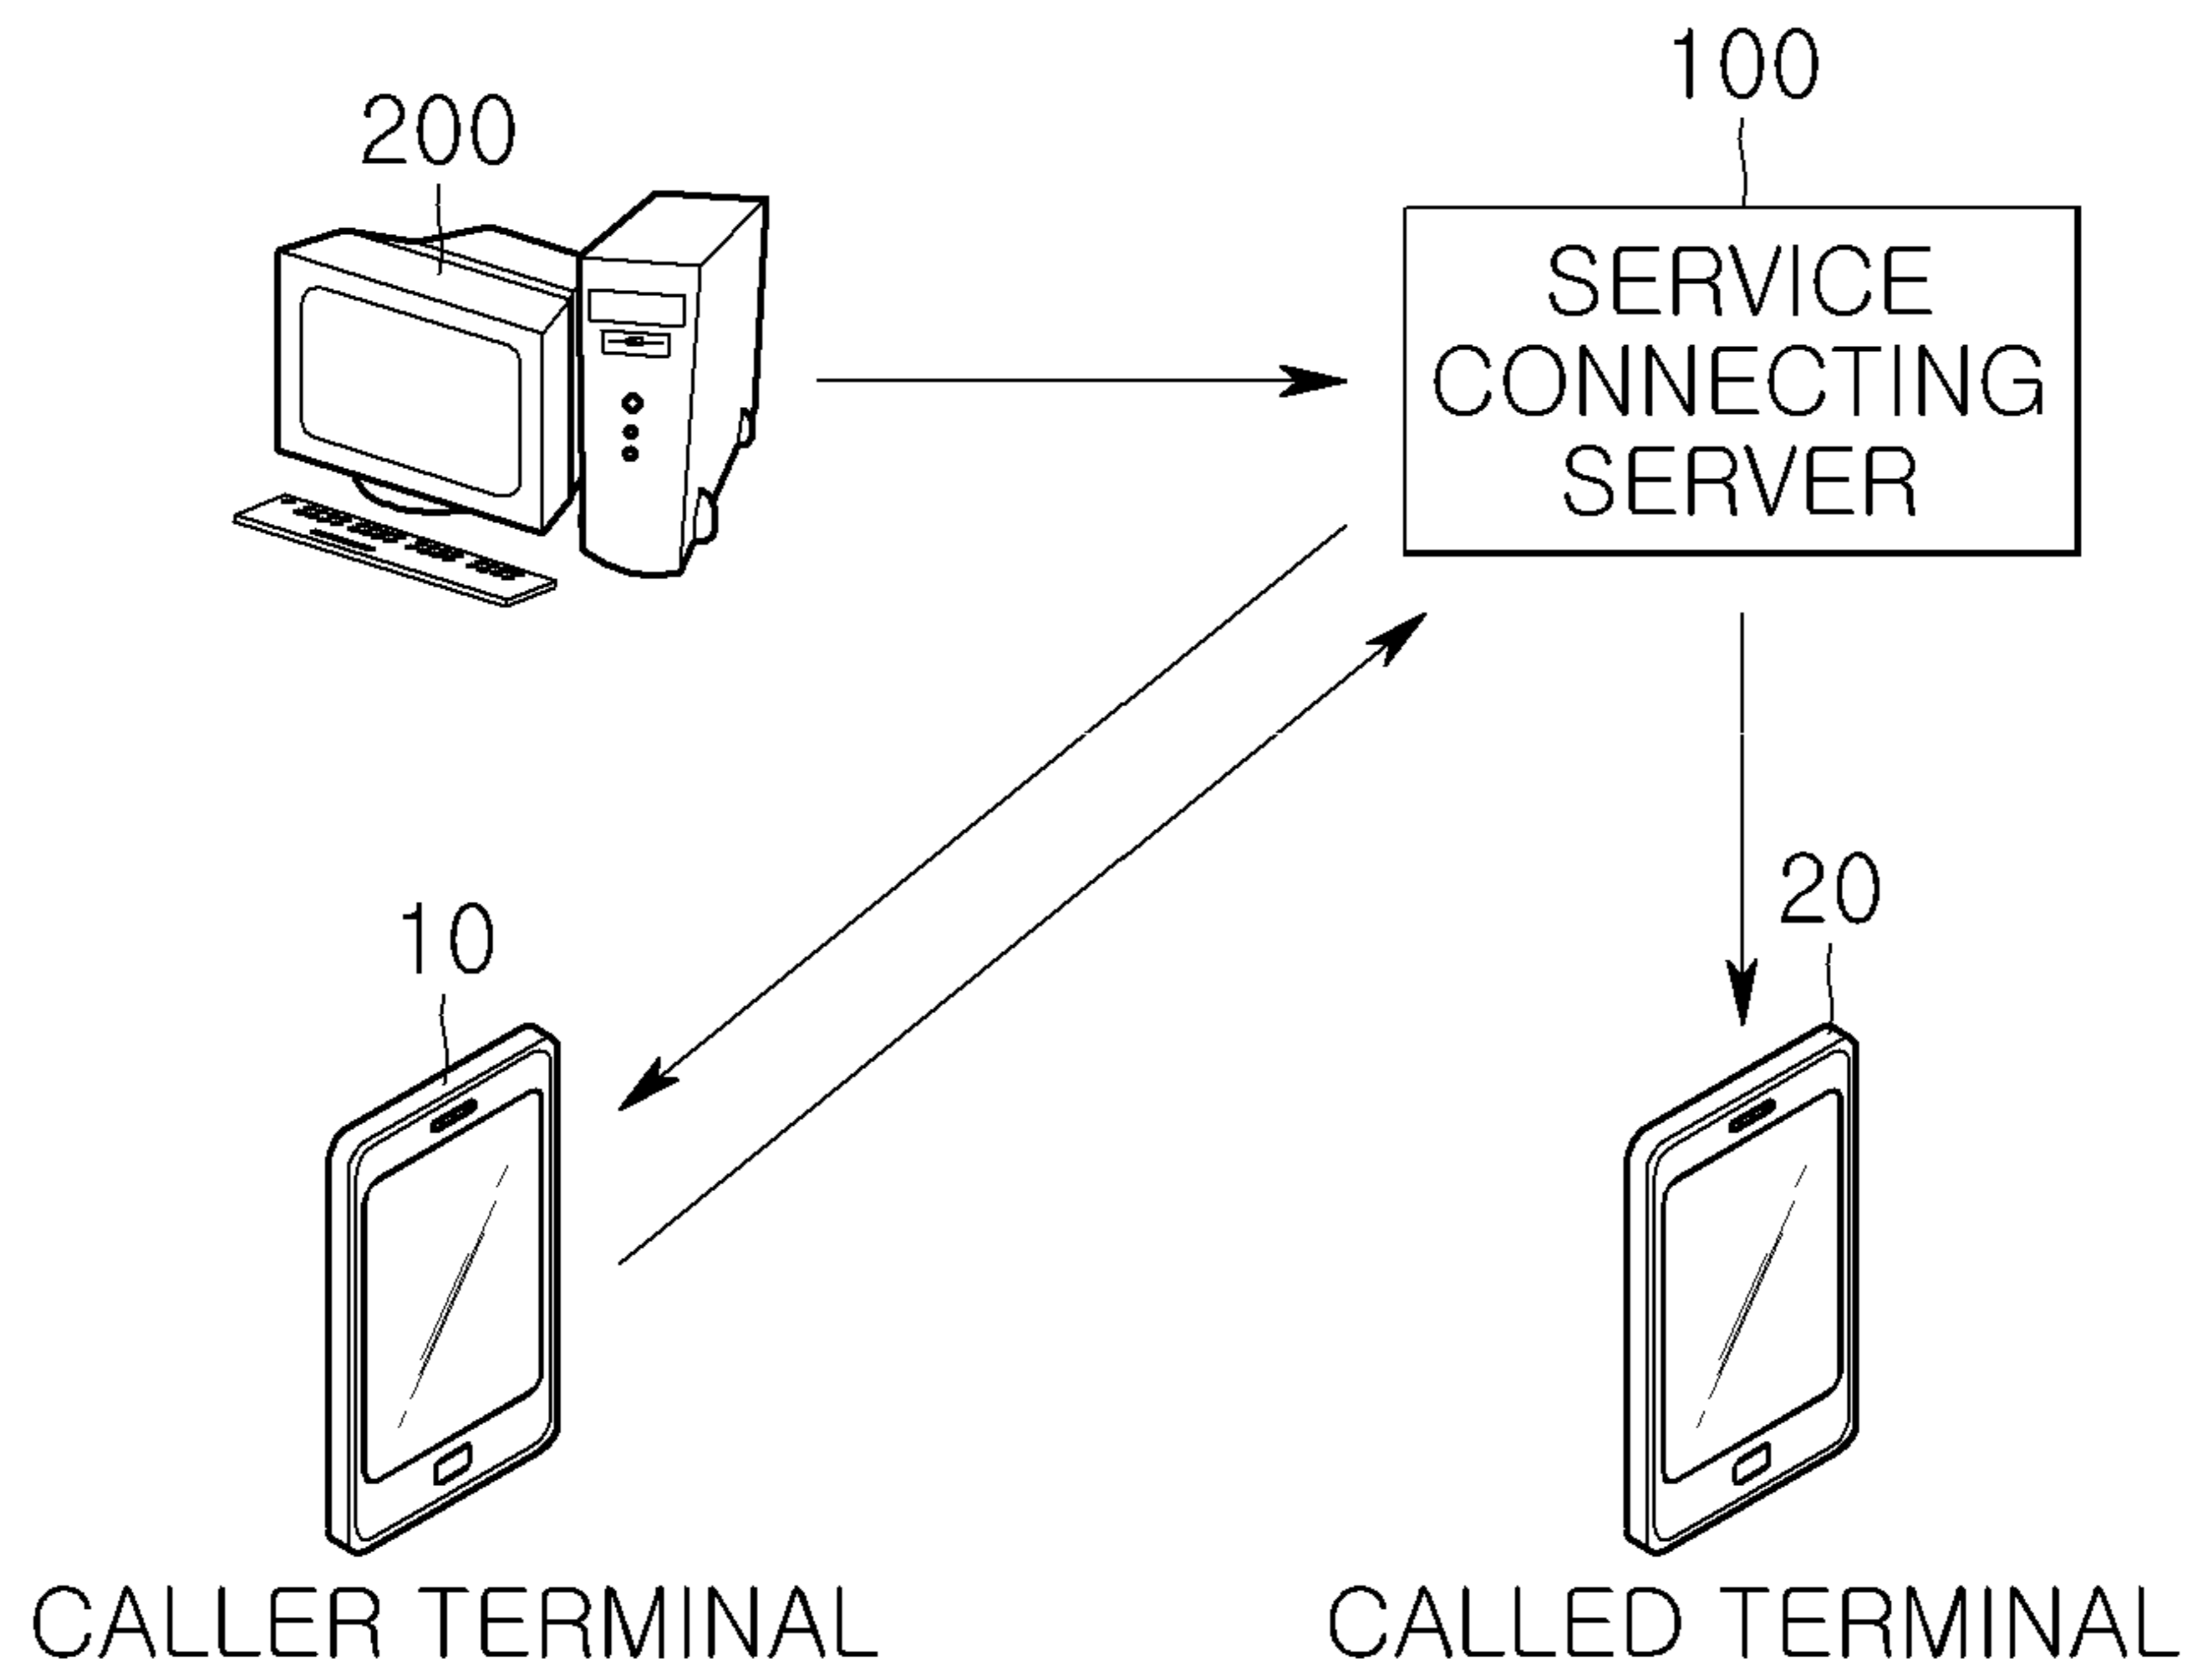 100
200
SERVICE
CONNECTING
SERVER
20
10
CALLER TERMINAL
CALLED TERMINAL